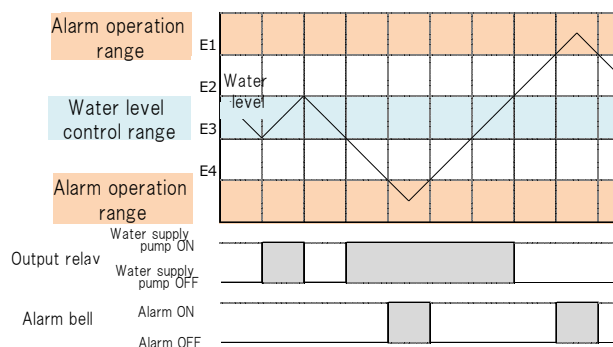 Alarm operation
range
E1
E2
Water
level
Water level
control range
E3
E4
Alarm operation
range
Water supply
pump ON
Output relav
Water supply
pump OFF
Alarm ON
Alarm bell
Alarm OFF